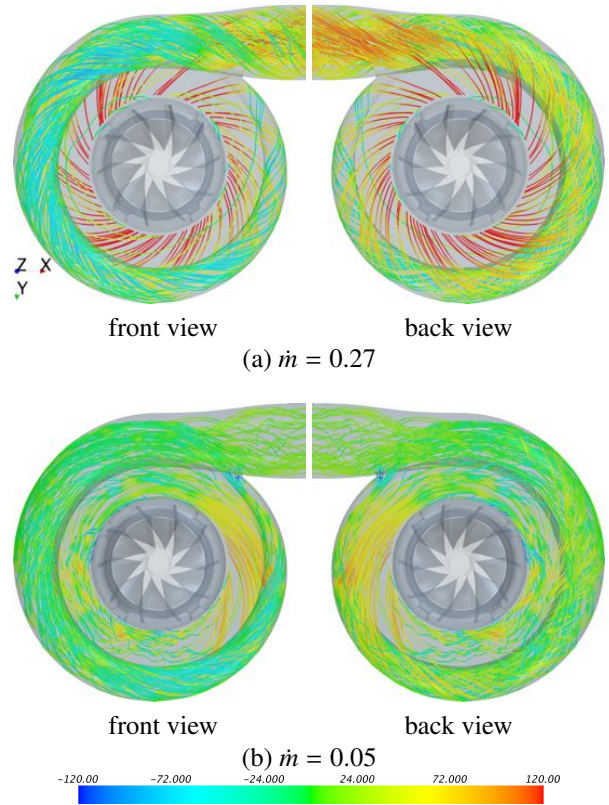 Z X
Y
front view back view
(a) ṁ = 0.27
front view back view
(b) ṁ = 0.05
-120.00 -72.000 -24.000 24.000 72.000 120.00